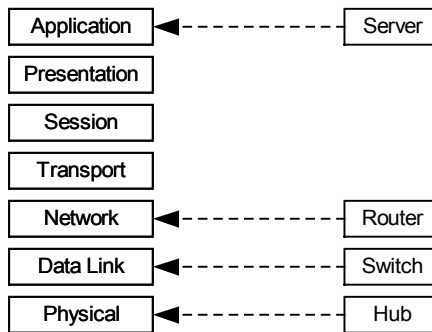 Application Server
Presentation
Session
Transport
Network Router
Data Link Switch
Physical Hub